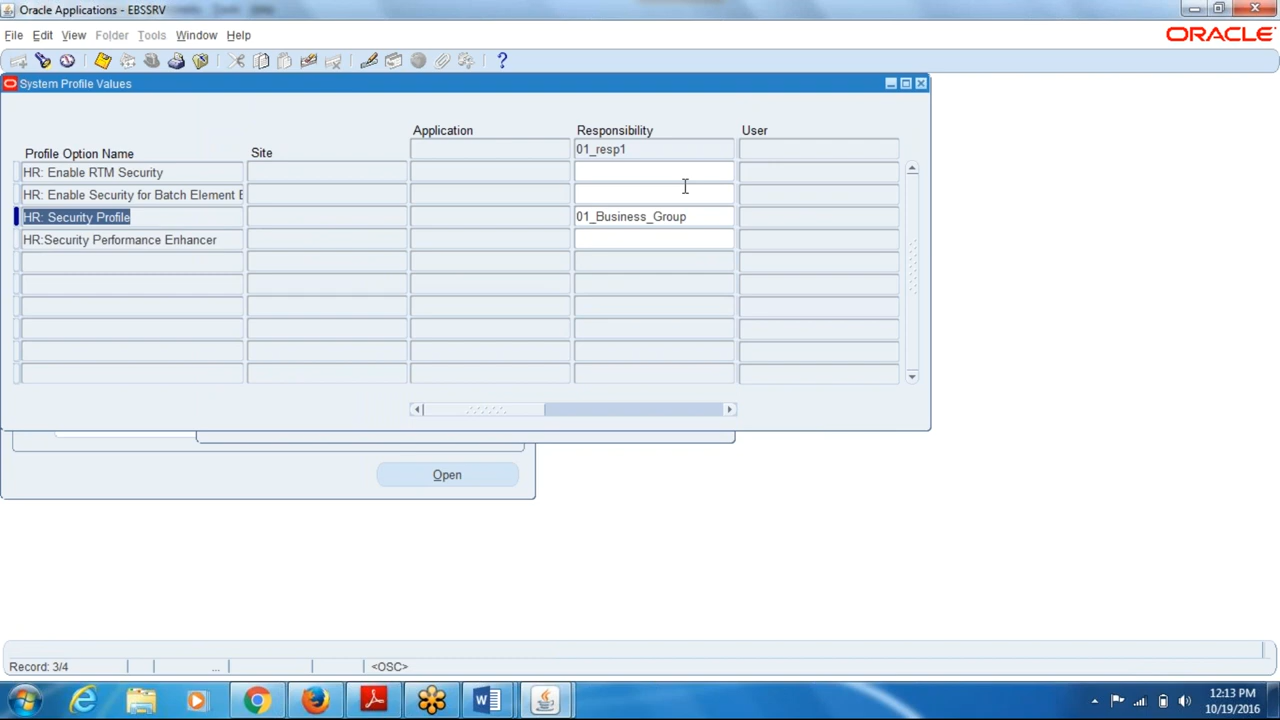 Oracle Applications - EBSSRV
File Edit View Folder Tools Window Help
ORACLE
System Profile Values
Application Responsibility User
Profile Option Name Site 01_resp1
HR: Enable RTM Security
HR: Enable Security for Batch Element E
HR: Security Profile 01_Business_Group
HR:Security Performance Enhancer
Open
Record: 3/4 ... <OSC>
12:13 PM
10/19/2016